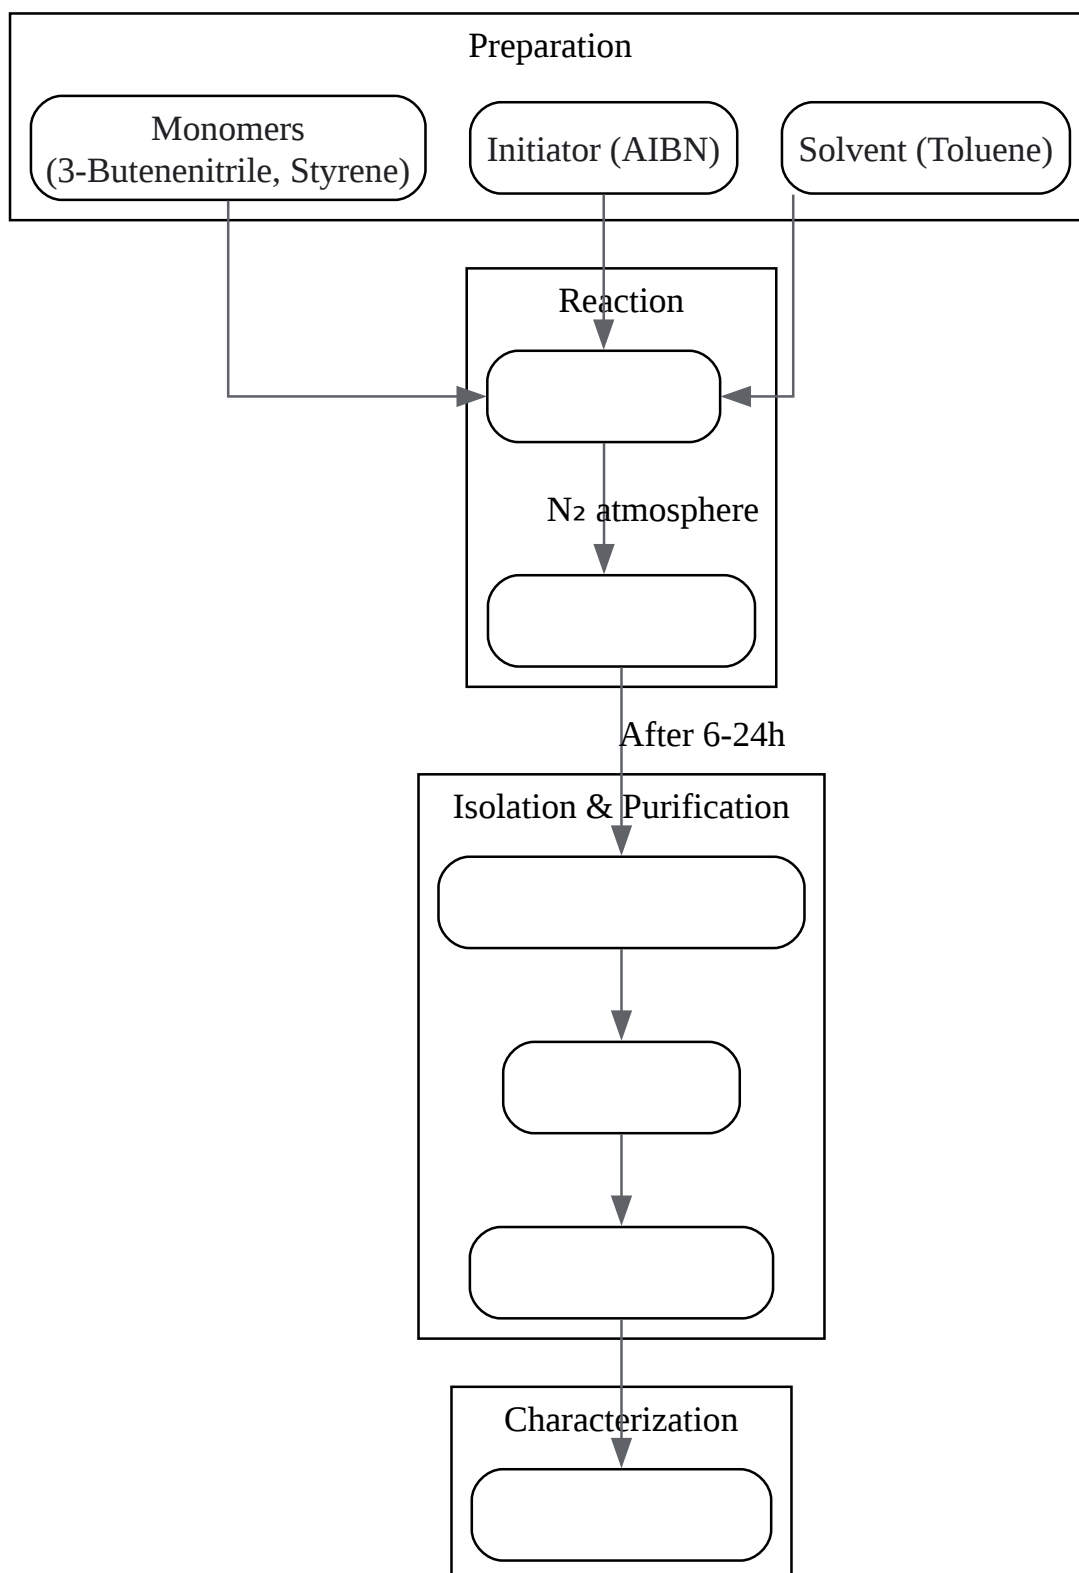 Preparation
Monomers
(3-Butenenitrile, Styrene)
Initiator (AIBN)
Solvent (Toluene)
Reaction
N₂ atmosphere
After 6-24h
Isolation & Purification
Characterization